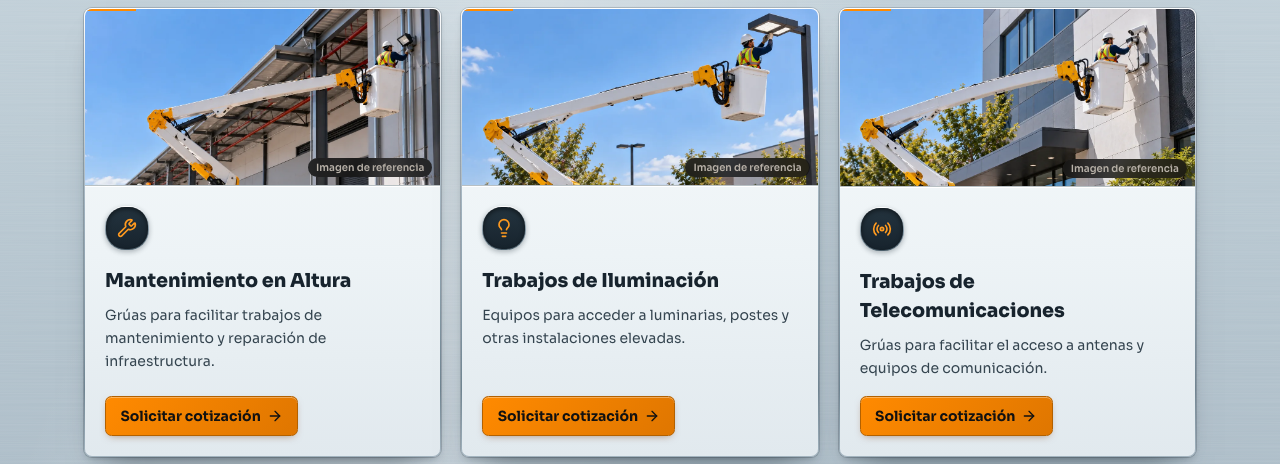 Imagen de referencia
Mantenimiento en Altura
Grúas para facilitar trabajos de
mantenimiento y reparación de
infraestructura.
Solicitar cotización →
Imagen de referencia
Trabajos de Iluminación
Equipos para acceder a luminarias, postes y
otras instalaciones elevadas.
Solicitar cotización →
Imagen de referencia
Trabajos de
Telecomunicaciones
Grúas para facilitar el acceso a antenas y
equipos de comunicación.
Solicitar cotización →